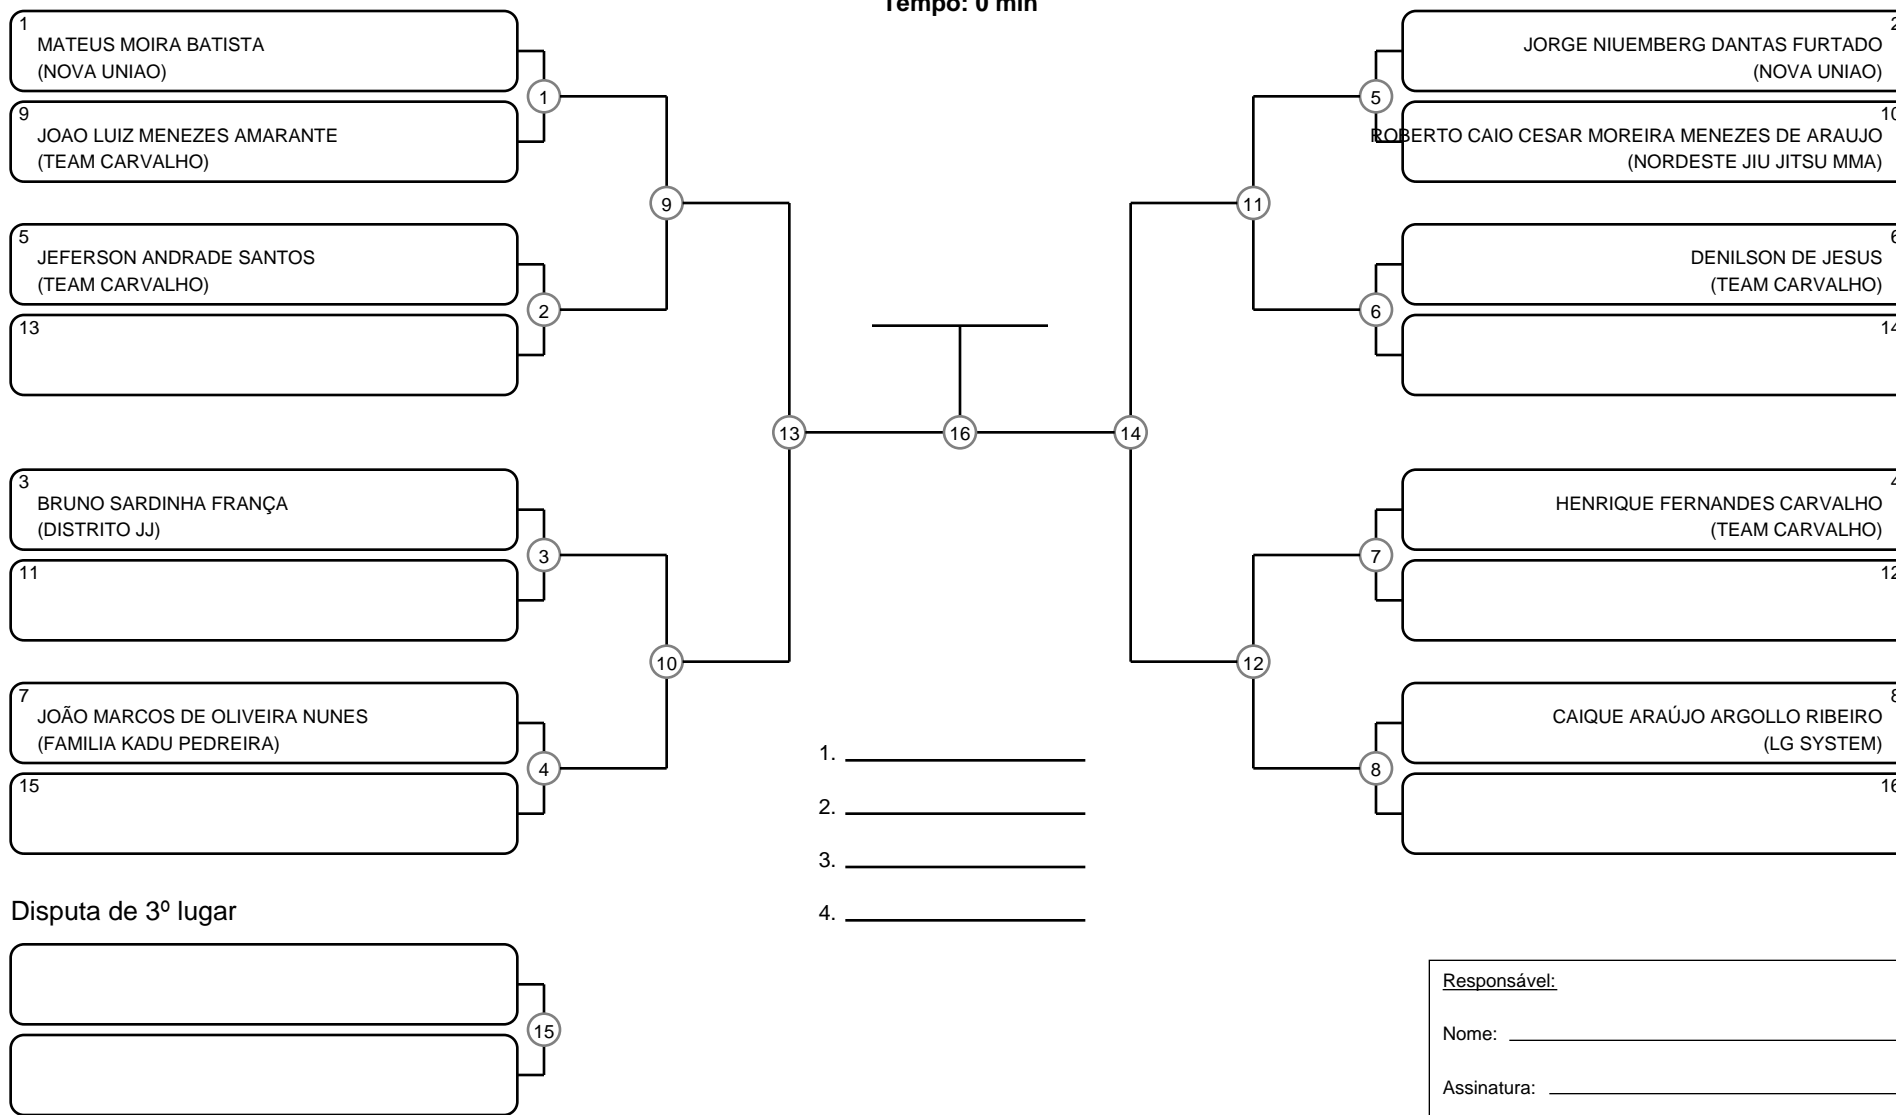 Tempo: 0 min
1
MATEUS MOIRA BATISTA
(NOVA UNIAO)
9
JOAO LUIZ MENEZES AMARANTE
(TEAM CARVALHO)
1
5
JEFERSON ANDRADE SANTOS
(TEAM CARVALHO)
13
2
9
3
BRUNO SARDINHA FRANÇA
(DISTRITO JJ)
11
3
7
JOÃO MARCOS DE OLIVEIRA NUNES
(FAMILIA KADU PEDREIRA)
15
4
10
13
16
14
2
JORGE NIUEMBERG DANTAS FURTADO
(NOVA UNIAO)
10
ROBERTO CAIO CESAR MOREIRA MENEZES DE ARAUJO
(NORDESTE JIU JITSU MMA)
5
11
6
DENILSON DE JESUS
(TEAM CARVALHO)
14
6
4
HENRIQUE FERNANDES CARVALHO
(TEAM CARVALHO)
12
7
12
8
CAIQUE ARAÚJO ARGOLLO RIBEIRO
(LG SYSTEM)
16
8
1.
2.
3.
4.
Disputa de 3º lugar
15
Responsável:
Nome:
Assinatura: